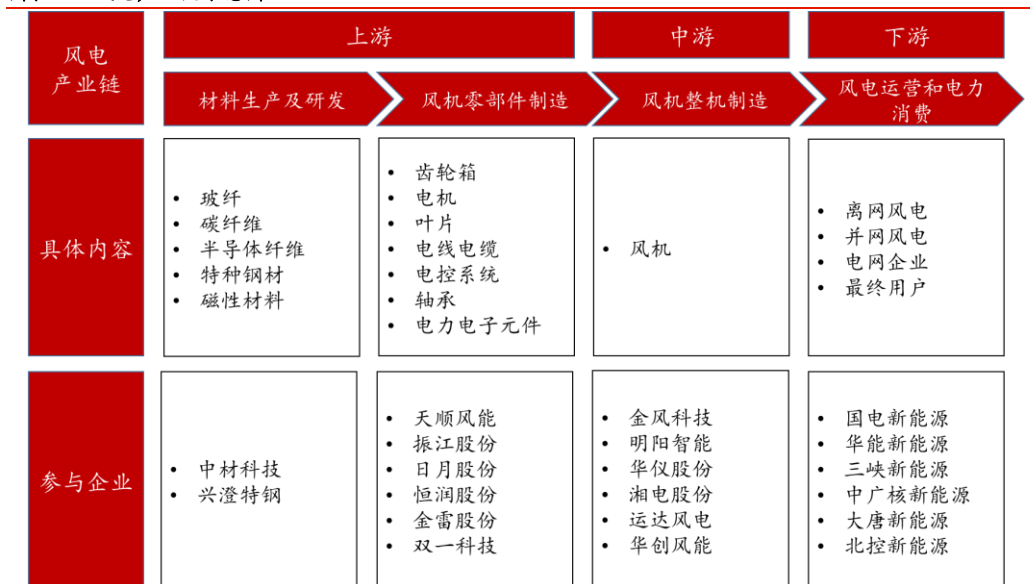 风电
产业链
上游
中游
下游
材料生产及研发
风机零部件制造
风机整机制造
风电运营和电力
消费
具体内容
• 玻纤
• 碳纤维
• 半导体纤维
• 特种钢材
• 磁性材料
• 齿轮箱
• 电机
• 叶片
• 电线电缆
• 电控系统
• 轴承
• 电力电子元件
• 风机
• 离网风电
• 并网风电
• 电网企业
• 最终用户
参与企业
• 中材科技
• 兴澄特钢
• 天顺风能
• 振江股份
• 日月股份
• 恒润股份
• 金雷股份
• 双一科技
• 金风科技
• 明阳智能
• 华仪股份
• 湘电股份
• 运达风电
• 华创风能
• 国电新能源
• 华能新能源
• 三峡新能源
• 中广核新能源
• 大唐新能源
• 北控新能源